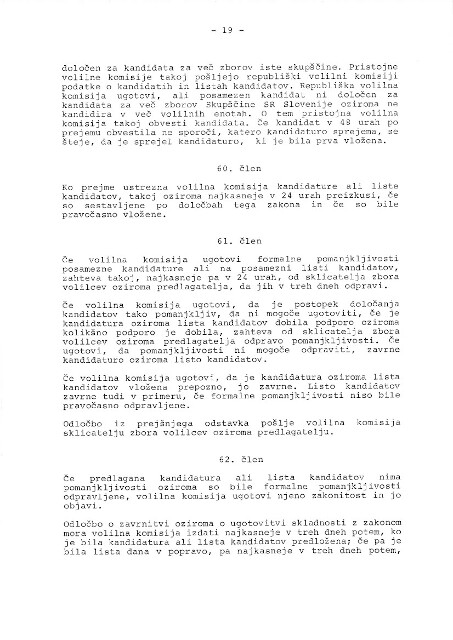 - 19 -
določen za kandidata za več zborov iste skupščine. Pristojne
volilne komisije takoj pošljejo republiški volilni komisiji
podatke o kandidatih in listah kandidatov. Republiška volilna
komisija ugotovi, ali posamezen kandidat ni določen za
kandidata za več zborov Skupščine SR Slovenije oziroma ne
kandidira v več volilnih enotah. O tem pristojna volilna
komisija takoj obvesti kandidata. Če kandidat v 48 urah po
prejemu obvestila ne sporoči, katero kandidaturo sprejema, se
šteje, da je sprejel kandidaturo, ki je bila prva vložena.
60. člen
Ko prejme ustrezna volilna komisija kandidature ali liste
kandidatov, takoj oziroma najkasneje v 24 urah preizkusi, če
so sestavljene po določbah tega zakona in če so bile
pravočasno vložene.
61. člen
Če volilna komisija ugotovi formalne pomanjkljivosti
posamezne kandidature ali na posamezni listi kandidatov,
zahteva takoj, najkasneje pa v 24 urah, od sklicatelja zbora
volilcev oziroma predlagatelja, da jih v treh dneh odpravi.
Če volilna komisija ugotovi, da je postopek določanja
kandidatov tako pomanjkljiv, da ni mogoče ugotoviti, če je
kandidatura oziroma lista kandidatov dobila podporo oziroma
kolikšno podporo je dobila, zahteva od sklicatelja zbora
volilcev oziroma predlagatelja odpravo pomanjkljivosti. Če
ugotovi, da pomanjkljivosti ni mogoče odpraviti, zavrne
kandidaturo oziroma listo kandidatov.
Če volilna komisija ugotovi, da je kandidatura oziroma lista
kandidatov vložena prepozno, jo zavrne. Listo kandidatov
zavrne tudi v primeru, če formalne pomanjkljivosti niso bile
pravočasno odpravljene.
Odločbo iz prejšnjega odstavka pošlje volilna komisija
sklicatelju zbora volilcev oziroma predlagatelju.
62. člen
Če predlagana kandidatura ali lista kandidatov nima
pomanjkljivosti oziroma so bile formalne pomanjkljivosti
odpravljene, volilna komisija ugotovi njeno zakonitost in jo
objavi.
Odločbo o zavrnitvi oziroma o ugotovitvi skladnosti z zakonom
mora volilna komisija izdati najkasneje v treh dneh potem, ko
je bila kandidatura ali lista kandidatov predložena; če pa je
bila lista dana v popravo, pa najkasneje v treh dneh potem,